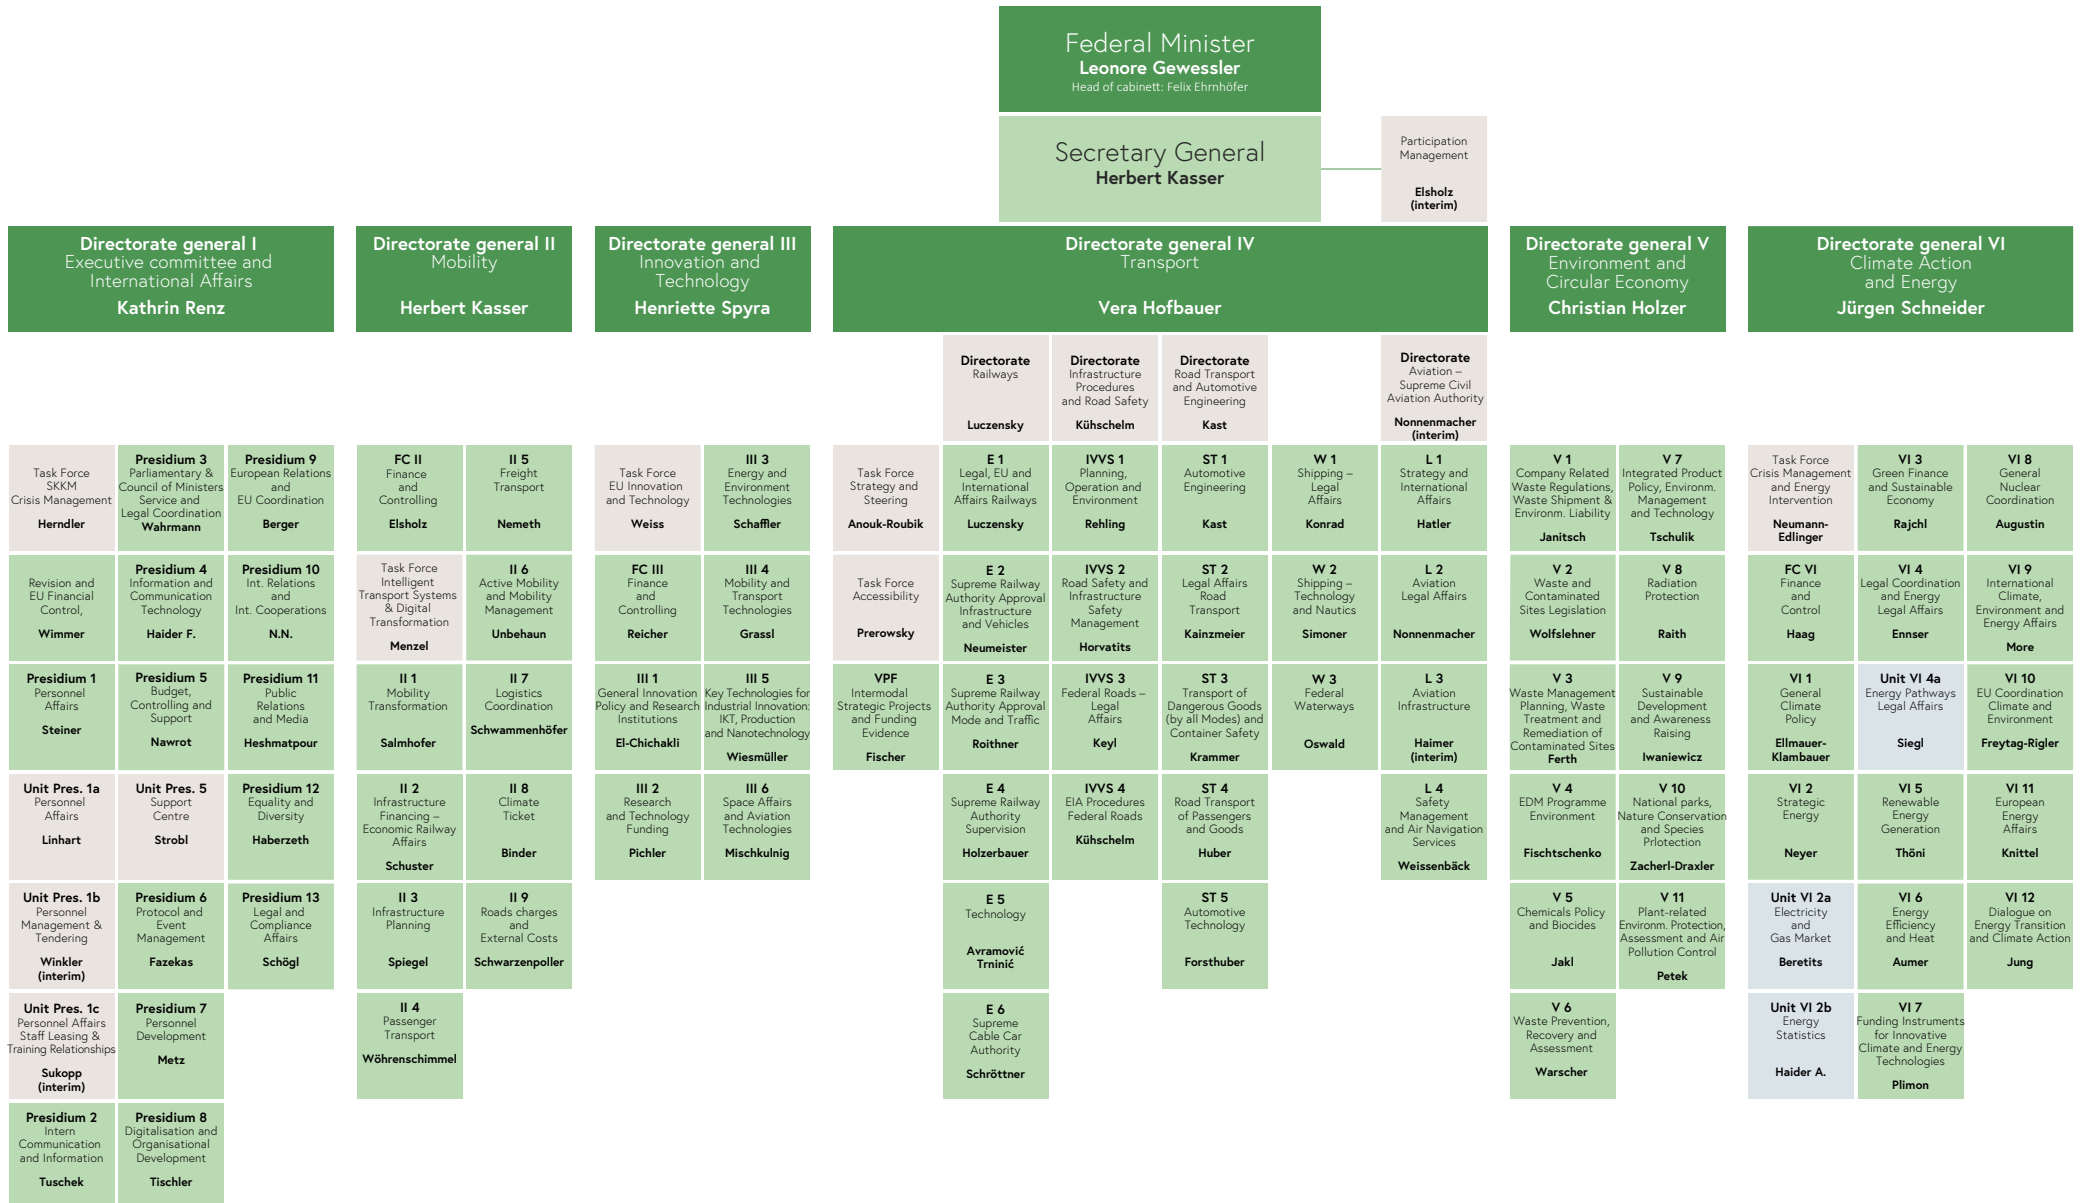 Federal Minister
Leonore Gewessler
Head of cabinett: Felix Ehrnhöfer
Secretary General
Herbert Kasser
Participation
Management
Elsholz
(interim)
Directorate general I
Executive committee and
International Affairs
Kathrin Renz
Directorate general II
Mobility
Herbert Kasser
Directorate general III
Innovation and
Technology
Henriette Spyra
Directorate general IV
Transport
Vera Hofbauer
Directorate general V
Environment and
Circular Economy
Christian Holzer
Directorate general VI
Climate Action
and Energy
Jürgen Schneider
Directorate
Railways
Luczensky
Directorate
Infrastructure
Procedures
and Road Safety
Kühschelm
Directorate
Road Transport
and Automotive
Engineering
Kast
Directorate
Aviation –
Supreme Civil
Aviation Authority
Nonnenmacher
(interim)
Task Force
SKKM
Crisis Management
Herndler
Presidium 3
Parliamentary &
Council of Ministers
Service and
Legal Coordination
Wahrmann
Presidium 9
European Relations
and
EU Coordination
Berger
FC II
Finance
and
Controlling
Elsholz
II 5
Freight
Transport
Nemeth
Task Force
EU Innovation
and Technology
Weiss
III 3
Energy and
Environment
Technologies
Schaffler
Task Force
Strategy and
Steering
Anouk-Roubik
E 1
Legal, EU and
International
Affairs Railways
Luczensky
IVVS 1
Planning,
Operation and
Environment
Rehling
ST 1
Automotive
Engineering
Kast
W 1
Shipping –
Legal
Affairs
Konrad
L 1
Strategy and
International
Affairs
Hatler
V 1
Company Related
Waste Regulations,
Waste Shipment &
Environm. Liability
Janitsch
V 7
Integrated Product
Policy, Environm.
Management
and Technology
Tschulik
Task Force
Crisis Management
and Energy
Intervention
Neumann-
Edlinger
VI 3
Green Finance
and Sustainable
Economy
Rajchl
VI 8
General
Nuclear
Coordination
Augustin
Revision and
EU Financial
Control,
Wimmer
Presidium 4
Information and
Communication
Technology
Haider F.
Presidium 10
Int. Relations
and
Int. Cooperations
N.N.
Task Force
Intelligent
Transport Systems
& Digital
Transformation
Menzel
II 6
Active Mobility
and Mobility
Management
Unbehaun
FC III
Finance
and
Controlling
Reicher
III 4
Mobility and
Transport
Technologies
Grassl
Task Force
Accessibility
Prerowsky
E 2
Supreme Railway
Authority Approval
Infrastructure
and Vehicles
Neumeister
IVVS 2
Road Safety and
Infrastructure
Safety
Management
Horvatits
ST 2
Legal Affairs
Road
Transport
Kainzmeier
W 2
Shipping –
Technology
and Nautics
Simoner
L 2
Aviation
Legal Affairs
Nonnenmacher
V 2
Waste and
Contaminated
Sites Legislation
Wolfslehner
V 8
Radiation
Protection
Raith
FC VI
Finance
and
Control
Haag
VI 4
Legal Coordination
and Energy
Legal Affairs
Ennser
VI 9
International
Climate,
Environment and
Energy Affairs
More
Presidium 1
Personnel
Affairs
Steiner
Presidium 5
Budget,
Controlling and
Support
Nawrot
Presidium 11
Public
Relations
and Media
Heshmatpour
II 1
Mobility
Transformation
Salmhofer
II 7
Logistics
Coordination
Schwammenhöfer
III 1
General Innovation
Policy and Research
Institutions
El-Chichakli
III 5
Key Technologies for
Industrial Innovation:
IKT, Production
and Nanotechnology
Wiesmüller
VPF
Intermodal
Strategic Projects
and Funding
Evidence
Fischer
E 3
Supreme Railway
Authority Approval
Mode and Traffic
Roithner
IVVS 3
Federal Roads –
Legal
Affairs
Keyl
ST 3
Transport of
Dangerous Goods
(by all Modes) and
Container Safety
Krammer
W 3
Federal
Waterways
Oswald
L 3
Aviation
Infrastructure
Haimer
(interim)
V 3
Waste Management
Planning, Waste
Treatment and
Remediation of
Contaminated Sites
Ferth
V 9
Sustainable
Development
and Awareness
Raising
Iwaniewicz
VI 1
General
Climate
Policy
Ellmauer-
Klambauer
Unit VI 4a
Energy Pathways
Legal Affairs
Siegl
VI 10
EU Coordination
Climate and
Environment
Freytag-Rigler
Unit Pres. 1a
Personnel
Affairs
Linhart
Unit Pres. 5
Support
Centre
Strobl
Presidium 12
Equality and
Diversity
Haberzeth
II 2
Infrastructure
Financing –
Economic Railway
Affairs
Schuster
II 8
Climate
Ticket
Binder
III 2
Research
and Technology
Funding
Pichler
III 6
Space Affairs
and Aviation
Technologies
Mischkulnig
E 4
Supreme Railway
Authority
Supervision
Holzerbauer
IVVS 4
EIA Procedures
Federal Roads
Kühschelm
ST 4
Road Transport
of Passengers
and Goods
Huber
L 4
Safety
Management
and Air Navigation
Services
Weissenbäck
V 4
EDM Programme
Environment
Fischtschenko
V 10
National parks,
Nature Conservation
and Species
Prlotection
Zacherl-Draxler
VI 2
Strategic
Energy
Neyer
VI 5
Renewable
Energy
Generation
Thöni
VI 11
European
Energy
Affairs
Knittel
Unit Pres. 1b
Personnel
Management &
Tendering
Winkler
(interim)
Presidium 6
Protocol and
Event
Management
Fazekas
Presidium 13
Legal and
Compliance
Affairs
Schögl
II 3
Infrastructure
Planning
Spiegel
II 9
Roads charges
and
External Costs
Schwarzenpoller
E 5
Technology
Avramović
Trninić
ST 5
Automotive
Technology
Forsthuber
V 5
Chemicals Policy
and Biocides
Jakl
V 11
Plant-related
Environm. Protection,
Assessment and Air
Pollution Control
Petek
Unit VI 2a
Electricity
and
Gas Market
Beretits
VI 6
Energy
Efficiency
and Heat
Aumer
VI 12
Dialogue on
Energy Transition
and Climate Action
Jung
Unit Pres. 1c
Personnel Affairs
Staff Leasing &
Training Relationships
Sukopp
(interim)
Presidium 7
Personnel
Development
Metz
II 4
Passenger
Transport
Wöhrenschimmel
E 6
Supreme
Cable Car
Authority
Schröttner
V 6
Waste Prevention,
Recovery and
Assessment
Warscher
Unit VI 2b
Energy
Statistics
Haider A.
VI 7
Funding Instruments
for Innovative
Climate and Energy
Technologies
Plimon
Presidium 2
Intern
Communication
and Information
Tuschek
Presidium 8
Digitalisation and
Organisational
Development
Tischler